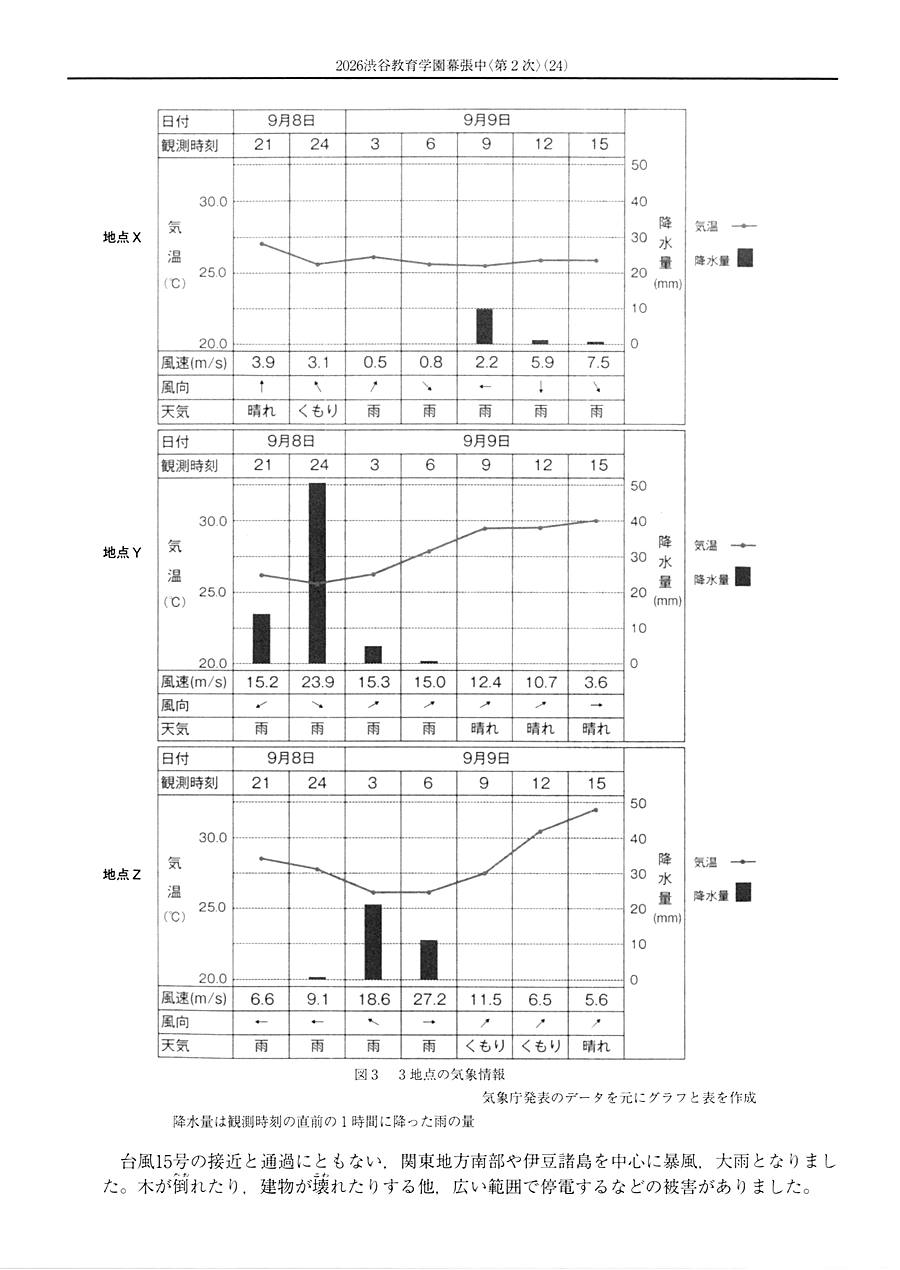 2026渋谷教育学園幕張中〈第2次〉(24)
日付 9月8日 9月9日
観測時刻 21 24 3 6 9 12 15
地点X
気温(℃) 30.0 25.0 20.0
降水量(mm) 50 40 30 20 10 0
気温
降水量
風速(m/s) 3.9 3.1 0.5 0.8 2.2 5.9 7.5
風向 ↑ ↖ ↗ ↘ ← ↓ ↘
天気 晴れ くもり 雨 雨 雨 雨 雨
日付 9月8日 9月9日
観測時刻 21 24 3 6 9 12 15
地点Y
気温(℃) 30.0 25.0 20.0
降水量(mm) 50 40 30 20 10 0
気温
降水量
風速(m/s) 15.2 23.9 15.3 15.0 12.4 10.7 3.6
風向 ↙ ↘ ↗ ↗ ↗ ↗ →
天気 雨 雨 雨 雨 晴れ 晴れ 晴れ
日付 9月8日 9月9日
観測時刻 21 24 3 6 9 12 15
地点Z
気温(℃) 30.0 25.0 20.0
降水量(mm) 50 40 30 20 10 0
気温
降水量
風速(m/s) 6.6 9.1 18.6 27.2 11.5 6.5 5.6
風向 ← ← ↖ → ↗ ↗ ↗
天気 雨 雨 雨 雨 くもり くもり 晴れ
図3 3地点の気象情報
気象庁発表のデータを元にグラフと表を作成
降水量は観測時刻の直前の1時間に降った雨の量
台風15号の接近と通過にともない，関東地方南部や伊豆諸島を中心に暴風，大雨となりまし
た。木が倒れたり，建物が壊れたりする他，広い範囲で停電するなどの被害がありました。